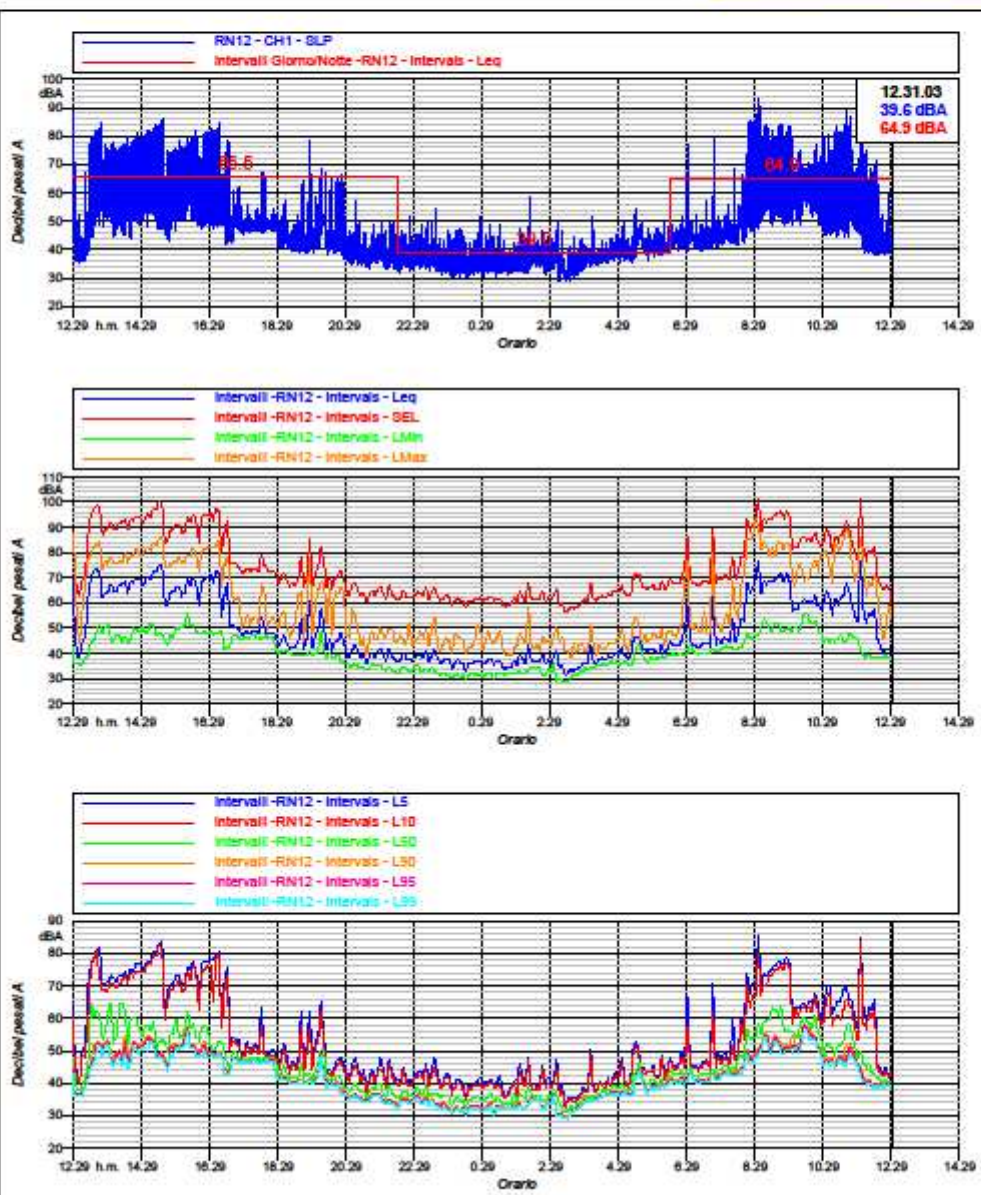 RN12 - CH1 - SLP
Intervalli Giorno/Notte -RN12 - Intervals - Leq
100
dBA
90
80
70
60
50
40
30
20
12.31.03
39.6 dBA
64.9 dBA
Decibel pesati A
12.29 h.m. 14.29 16.29 18.29 20.29 22.29 0.29 2.29 4.29 6.29 8.29 10.29 12.29 14.29
Orario
Intervalli -RN12 - Intervals - Leq
Intervalli -RN12 - Intervals - SEL
Intervalli -RN12 - Intervals - LMin
Intervalli -RN12 - Intervals - LMax
110
dBA
100
90
80
70
60
50
40
30
20
Decibel pesati A
12.29 h.m. 14.29 16.29 18.29 20.29 22.29 0.29 2.29 4.29 6.29 8.29 10.29 12.29 14.29
Orario
Intervalli -RN12 - Intervals - L5
Intervalli -RN12 - Intervals - L10
Intervalli -RN12 - Intervals - L50
Intervalli -RN12 - Intervals - L90
Intervalli -RN12 - Intervals - L95
Intervalli -RN12 - Intervals - L99
90
dBA
80
70
60
50
40
30
20
Decibel pesati A
12.29 h.m. 14.29 16.29 18.29 20.29 22.29 0.29 2.29 4.29 6.29 8.29 10.29 12.29 14.29
Orario